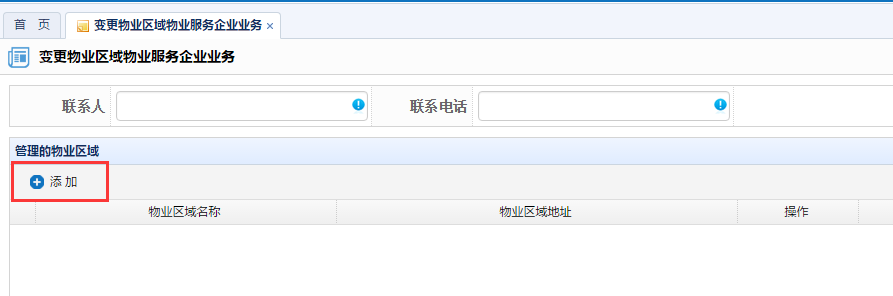 首 页 变更物业区域物业服务企业业务 ×
变更物业区域物业服务企业业务
联系人 联系电话
管理的物业区域
添 加
物业区域名称 物业区域地址 操作